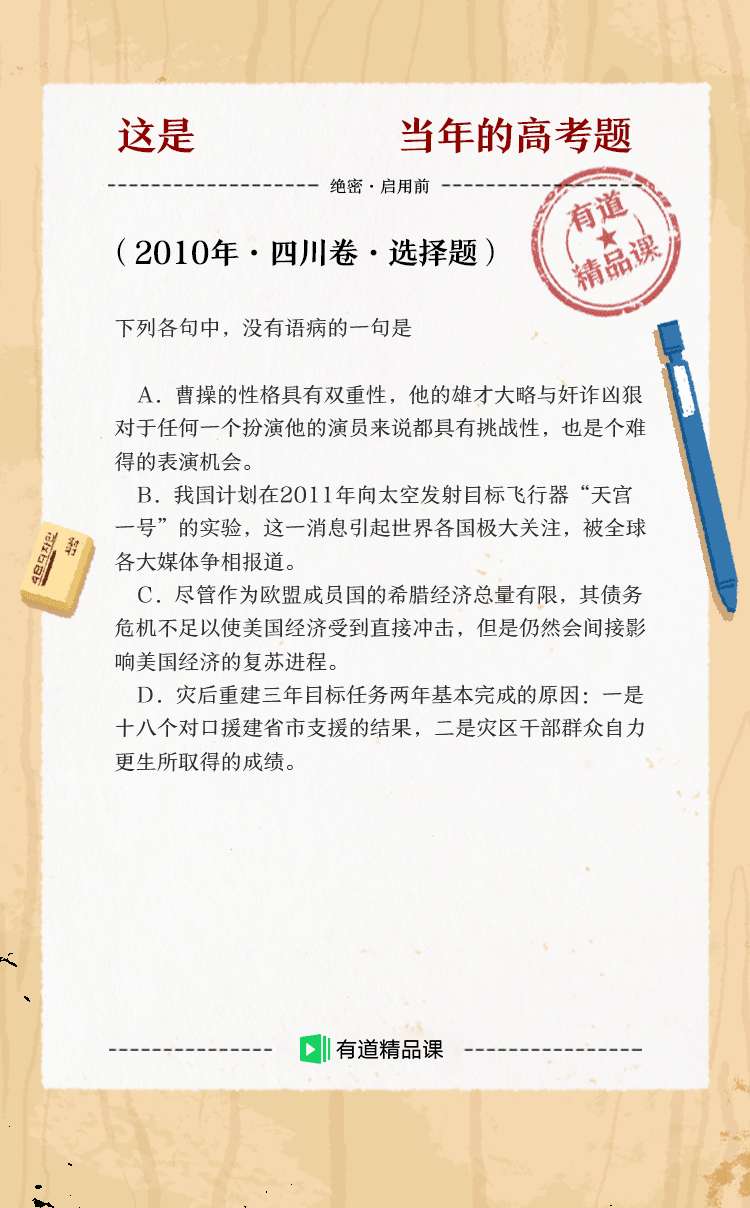 这是 当年的高考题
绝密·启用前
有道
精品课
（2010年·四川卷·选择题）
下列各句中，没有语病的一句是
A．曹操的性格具有双重性，他的雄才大略与奸诈凶狠
对于任何一个扮演他的演员来说都具有挑战性，也是个难
得的表演机会。
B．我国计划在2011年向太空发射目标飞行器“天宫
一号”的实验，这一消息引起世界各国极大关注，被全球
各大媒体争相报道。
C．尽管作为欧盟成员国的希腊经济总量有限，其债务
危机不足以使美国经济受到直接冲击，但是仍然会间接影
响美国经济的复苏进程。
D．灾后重建三年目标任务两年基本完成的原因：一是
十八个对口援建省市支援的结果，二是灾区干部群众自力
更生所取得的成绩。
有道精品课